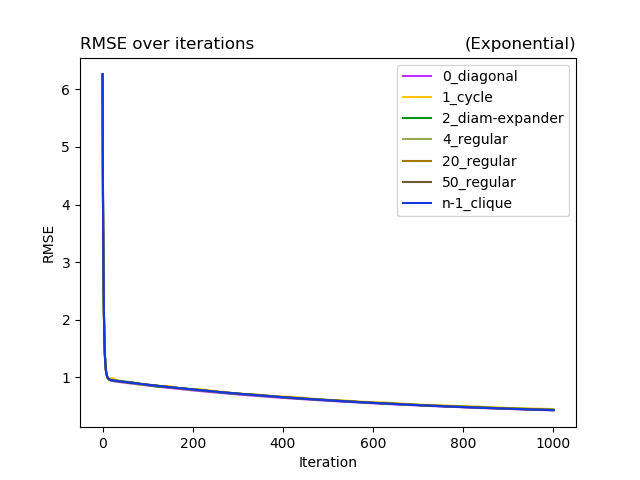 RMSE over iterations
(Exponential)
0_diagonal
1_cycle
2_diam-expander
4_regular
20_regular
50_regular
n-1_clique
RMSE
6
5
4
3
2
1
0 200 400 600 800 1000
Iteration